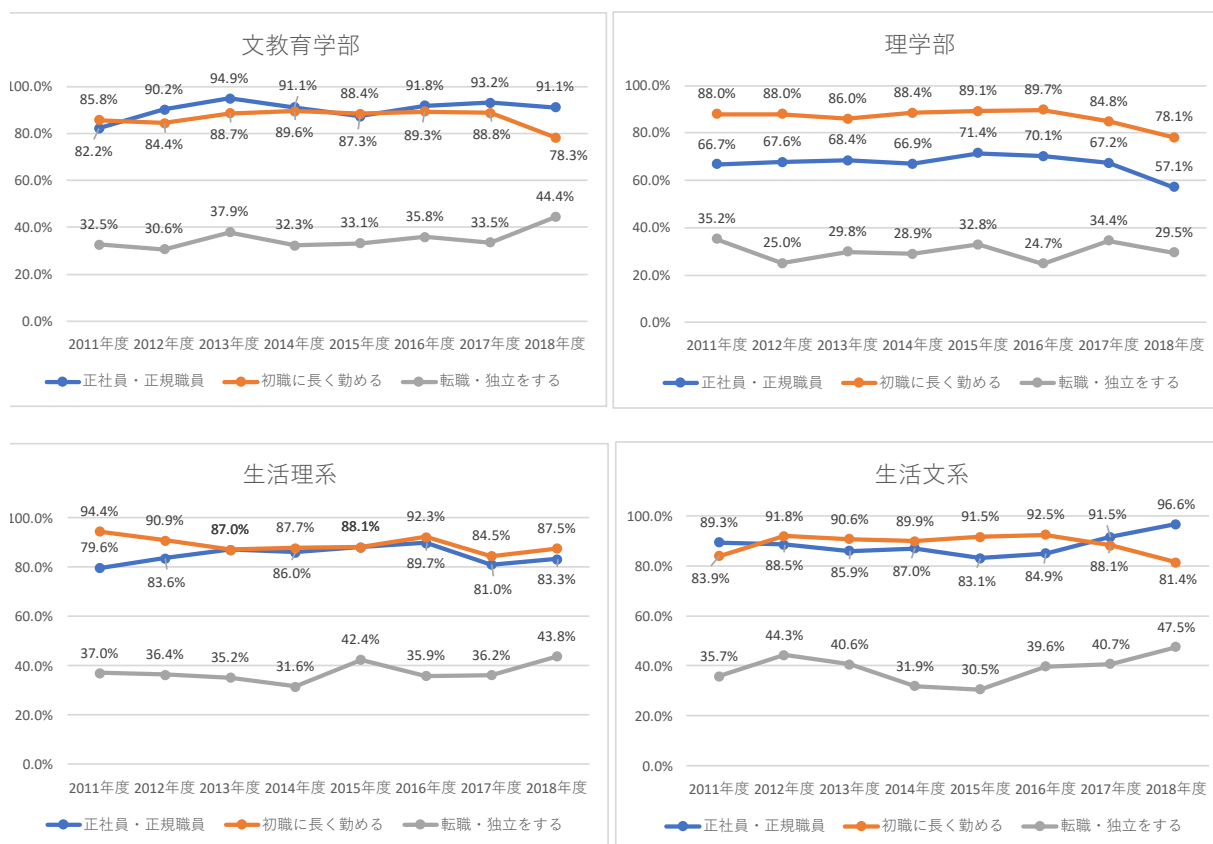 文教育学部
100.0%
80.0%
60.0%
40.0%
20.0%
0.0%
85.8% 90.2% 94.9% 91.1% 88.4% 91.8% 93.2% 91.1%
82.2% 84.4% 88.7% 89.6% 87.3% 89.3% 88.8% 78.3%
32.5% 30.6% 37.9% 32.3% 33.1% 35.8% 33.5% 44.4%
2011年度 2012年度 2013年度 2014年度 2015年度 2016年度 2017年度 2018年度
正社員・正規職員 初職に長く勤める 転職・独立をする
理学部
100.0%
80.0%
60.0%
40.0%
20.0%
0.0%
88.0% 88.0% 86.0% 88.4% 89.1% 89.7% 84.8% 78.1%
66.7% 67.6% 68.4% 66.9% 71.4% 70.1% 67.2% 57.1%
35.2% 25.0% 29.8% 28.9% 32.8% 24.7% 34.4% 29.5%
2011年度 2012年度 2013年度 2014年度 2015年度 2016年度 2017年度 2018年度
正社員・正規職員 初職に長く勤める 転職・独立をする
生活理系
100.0%
80.0%
60.0%
40.0%
20.0%
0.0%
94.4% 90.9% 87.0% 87.7% 88.1% 92.3% 84.5% 87.5%
79.6% 83.6% 87.0% 86.0% 88.1% 89.7% 81.0% 83.3%
37.0% 36.4% 35.2% 31.6% 42.4% 35.9% 36.2% 43.8%
2011年度 2012年度 2013年度 2014年度 2015年度 2016年度 2017年度 2018年度
正社員・正規職員 初職に長く勤める 転職・独立をする
生活文系
100.0%
80.0%
60.0%
40.0%
20.0%
0.0%
89.3% 91.8% 90.6% 89.9% 91.5% 92.5% 91.5% 96.6%
83.9% 88.5% 85.9% 87.0% 83.1% 84.9% 88.1% 81.4%
35.7% 44.3% 40.6% 31.9% 30.5% 39.6% 40.7% 47.5%
2011年度 2012年度 2013年度 2014年度 2015年度 2016年度 2017年度 2018年度
正社員・正規職員 初職に長く勤める 転職・独立をする